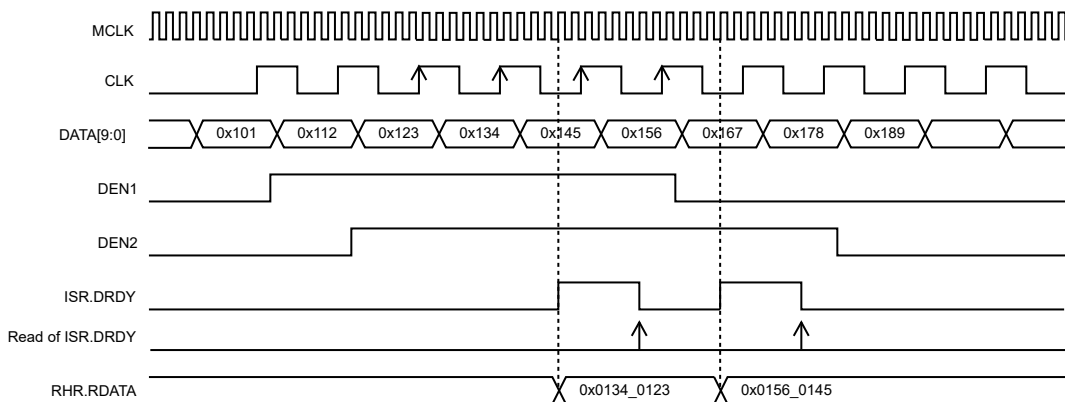 MCLK
CLK
DATA[9:0] 0x101 0x112 0x123 0x134 0x145 0x156 0x167 0x178 0x189
DEN1
DEN2
ISR.DRDY
Read of ISR.DRDY
RHR.RDATA 0x0134_0123 0x0156_0145